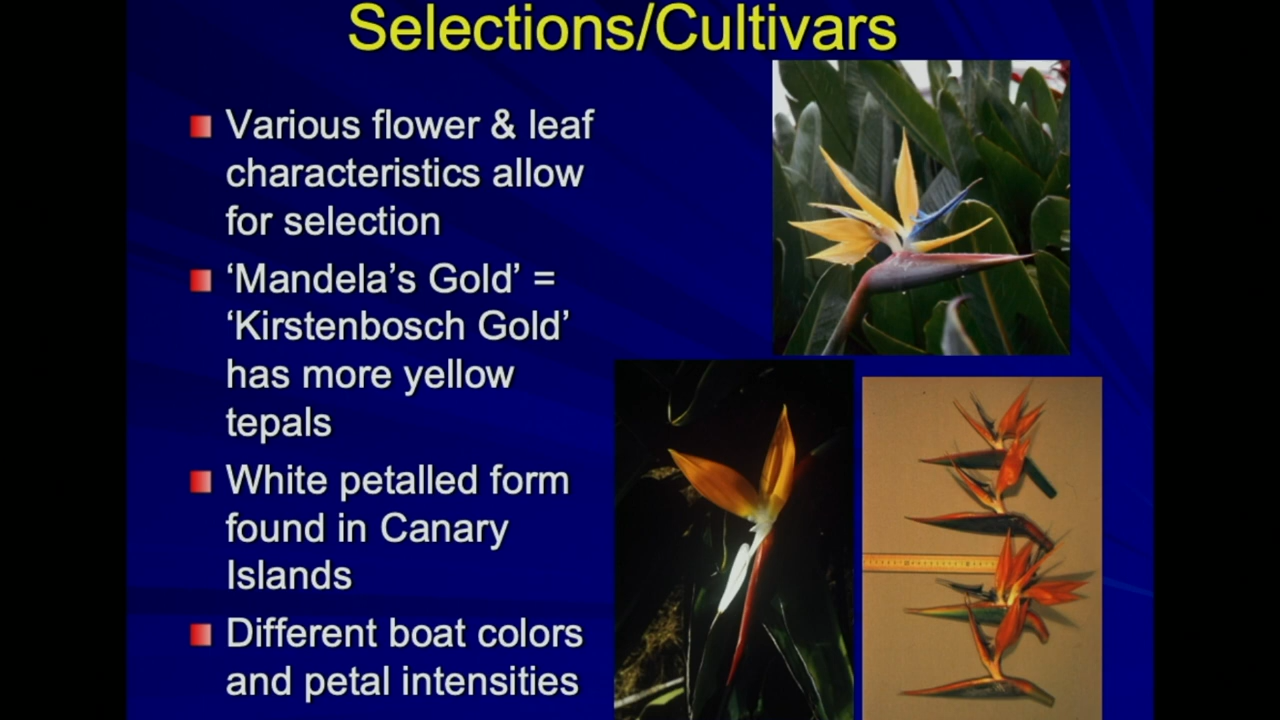 Selections/Cultivars
Various flower & leaf
characteristics allow
for selection
‘Mandela’s Gold’ =
‘Kirstenbosch Gold’
has more yellow
tepals
White petalled form
found in Canary
Islands
Different boat colors
and petal intensities